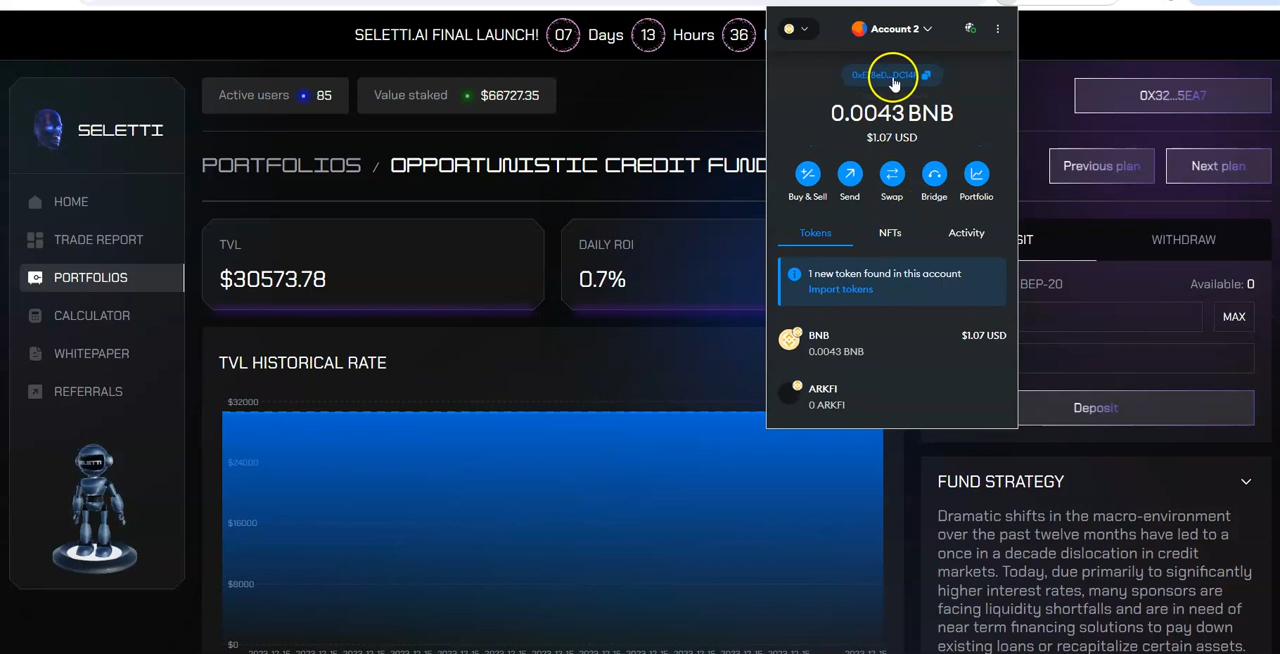 SELETTI.AI FINAL LAUNCH! 07 Days 13 Hours 36
Active users 85
Value staked $66727.35
0X32...5EA7
SELETTI
PORTFOLIOS / OPPORTUNISTIC CREDIT FUND
Previous plan
Next plan
HOME
TRADE REPORT
PORTFOLIOS
CALCULATOR
WHITEPAPER
REFERRALS
SELETTI
TVL
$30573.78
DAILY ROI
0.7%
TVL HISTORICAL RATE
$32000
$24000
$16000
$8000
$0
Account 2
0.0043 BNB
$1.07 USD
Buy & Sell
Send
Swap
Bridge
Portfolio
Tokens
NFTs
Activity
1 new token found in this account
Import tokens
BNB
$1.07 USD
0.0043 BNB
ARKFI
0 ARKFI
WITHDRAW
BEP-20
Available: 0
MAX
Deposit
FUND STRATEGY
Dramatic shifts in the macro-environment
over the past twelve months have led to a
once in a decade dislocation in credit
markets. Today, due primarily to significantly
higher interest rates, many sponsors are
facing liquidity shortfalls and are in need of
near term financing solutions to pay down
existing loans or recapitalize certain assets.